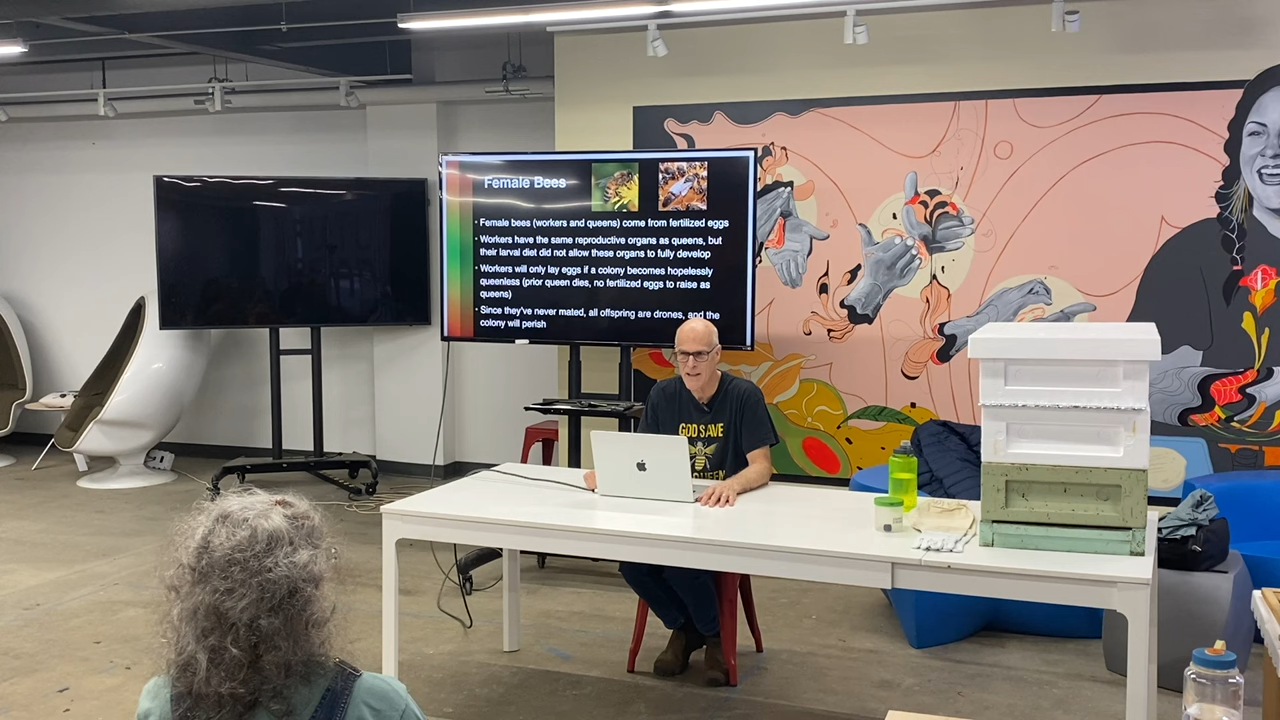 Female Bees
• Female bees (workers and queens) come from fertilized eggs
• Workers have the same reproductive organs as queens, but
their larval diet did not allow these organs to fully develop
• Workers will only lay eggs if a colony becomes hopelessly
queenless (prior queen dies, no fertilized eggs to raise as
queens)
• Since they've never mated, all offspring are drones, and the
colony will perish
GOD SAVE
QUEEN